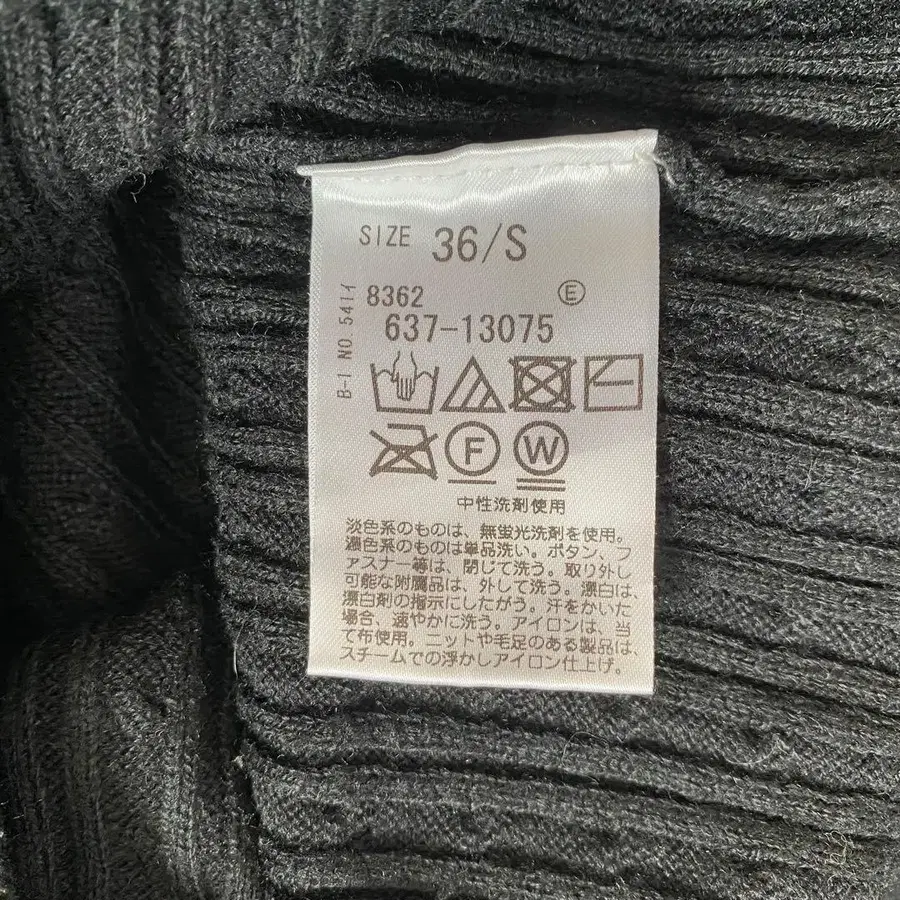 SIZE 36/S
8362 Ⓔ
637-13075
B-1 NO.541イ
F W
中性洗剤使用
淡色系のものは、無蛍光洗剤を使用。
濃色系のものは単品洗い。ボタン、フ
ァスナー等は、閉じて洗う。取り外し
可能な附属品は、外して洗う。漂白は、
漂白剤の指示にしたがう。汗をかいた
場合、速やかに洗う。アイロンは、当
て布使用。ニットや毛足のある製品は、
スチームでの浮かしアイロン仕上げ。